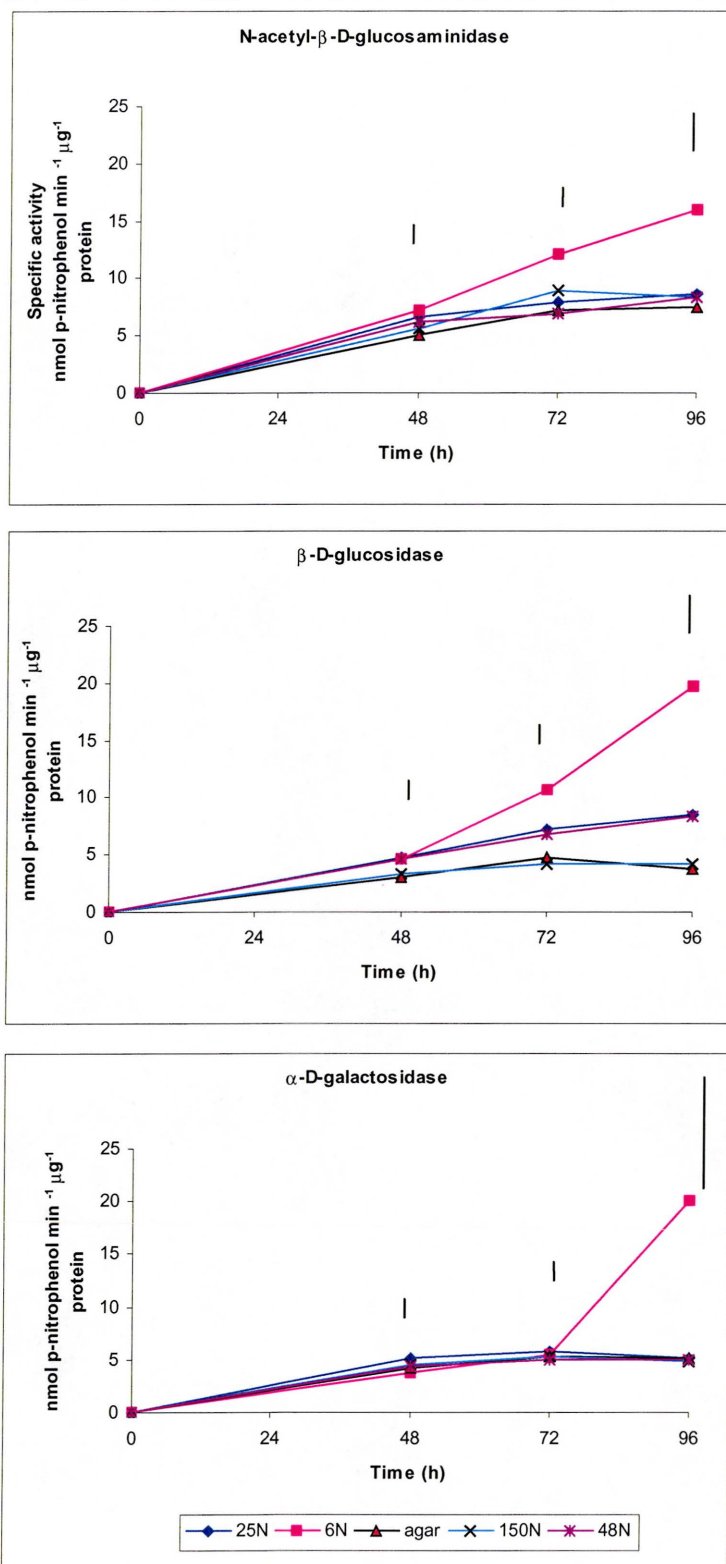 N-acetyl-β-D-glucosaminidase
Specific activity
nmol p-nitrophenol min -1 µg-1
protein
25
20
15
10
5
0
0 24 48 72 96
Time (h)
β-D-glucosidase
nmol p-nitrophenol min -1 µg-1
protein
25
20
15
10
5
0
0 24 48 72 96
Time (h)
α-D-galactosidase
nmol p-nitrophenol min -1 µg-1
protein
25
20
15
10
5
0
0 24 48 72 96
Time (h)
25N 6N agar 150N 48N